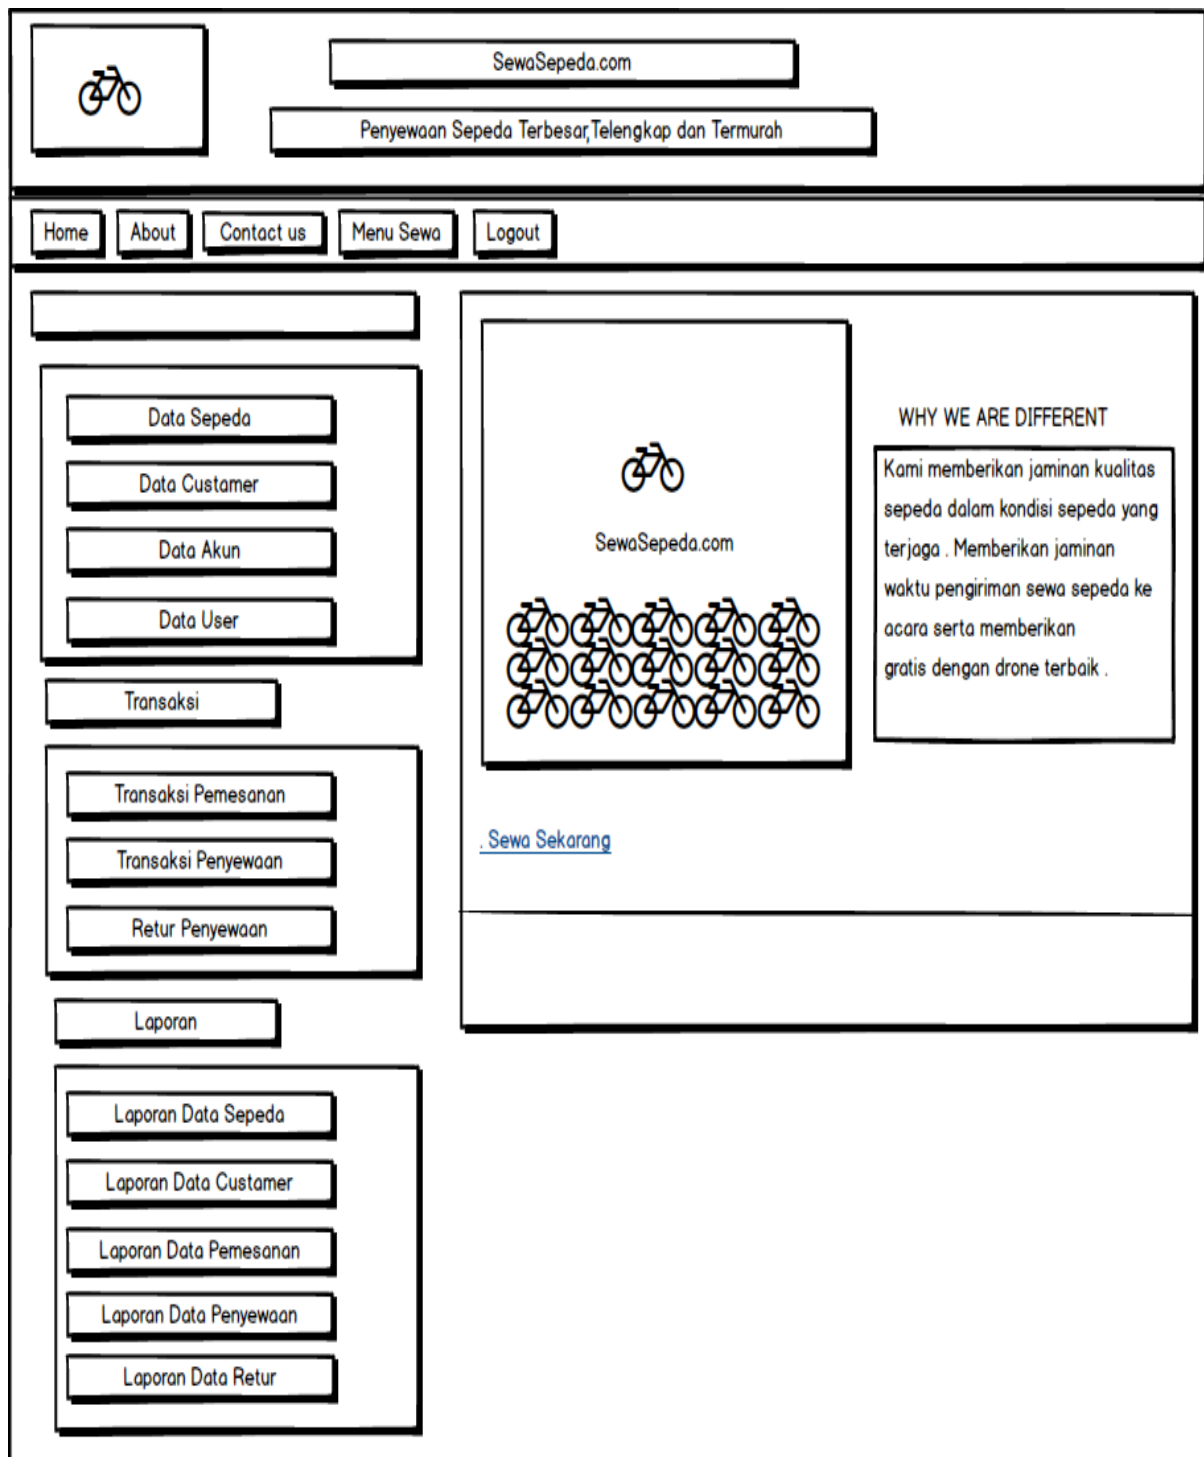 SewaSepeda.com
Penyewaan Sepeda Terbesar,Telengkap dan Termurah
Home
About
Contact us
Menu Sewa
Logout
Data Sepeda
Data Custamer
Data Akun
Data User
Transaksi
Transaksi Pemesanan
Transaksi Penyewaan
Retur Penyewaan
Laporan
Laporan Data Sepeda
Laporan Data Custamer
Laporan Data Pemesanan
Laporan Data Penyewaan
Laporan Data Retur
SewaSepeda.com
WHY WE ARE DIFFERENT
Kami memberikan jaminan kualitas
sepeda dalam kondisi sepeda yang
terjaga . Memberikan jaminan
waktu pengiriman sewa sepeda ke
acara serta memberikan
gratis dengan drone terbaik .
. Sewa Sekarang